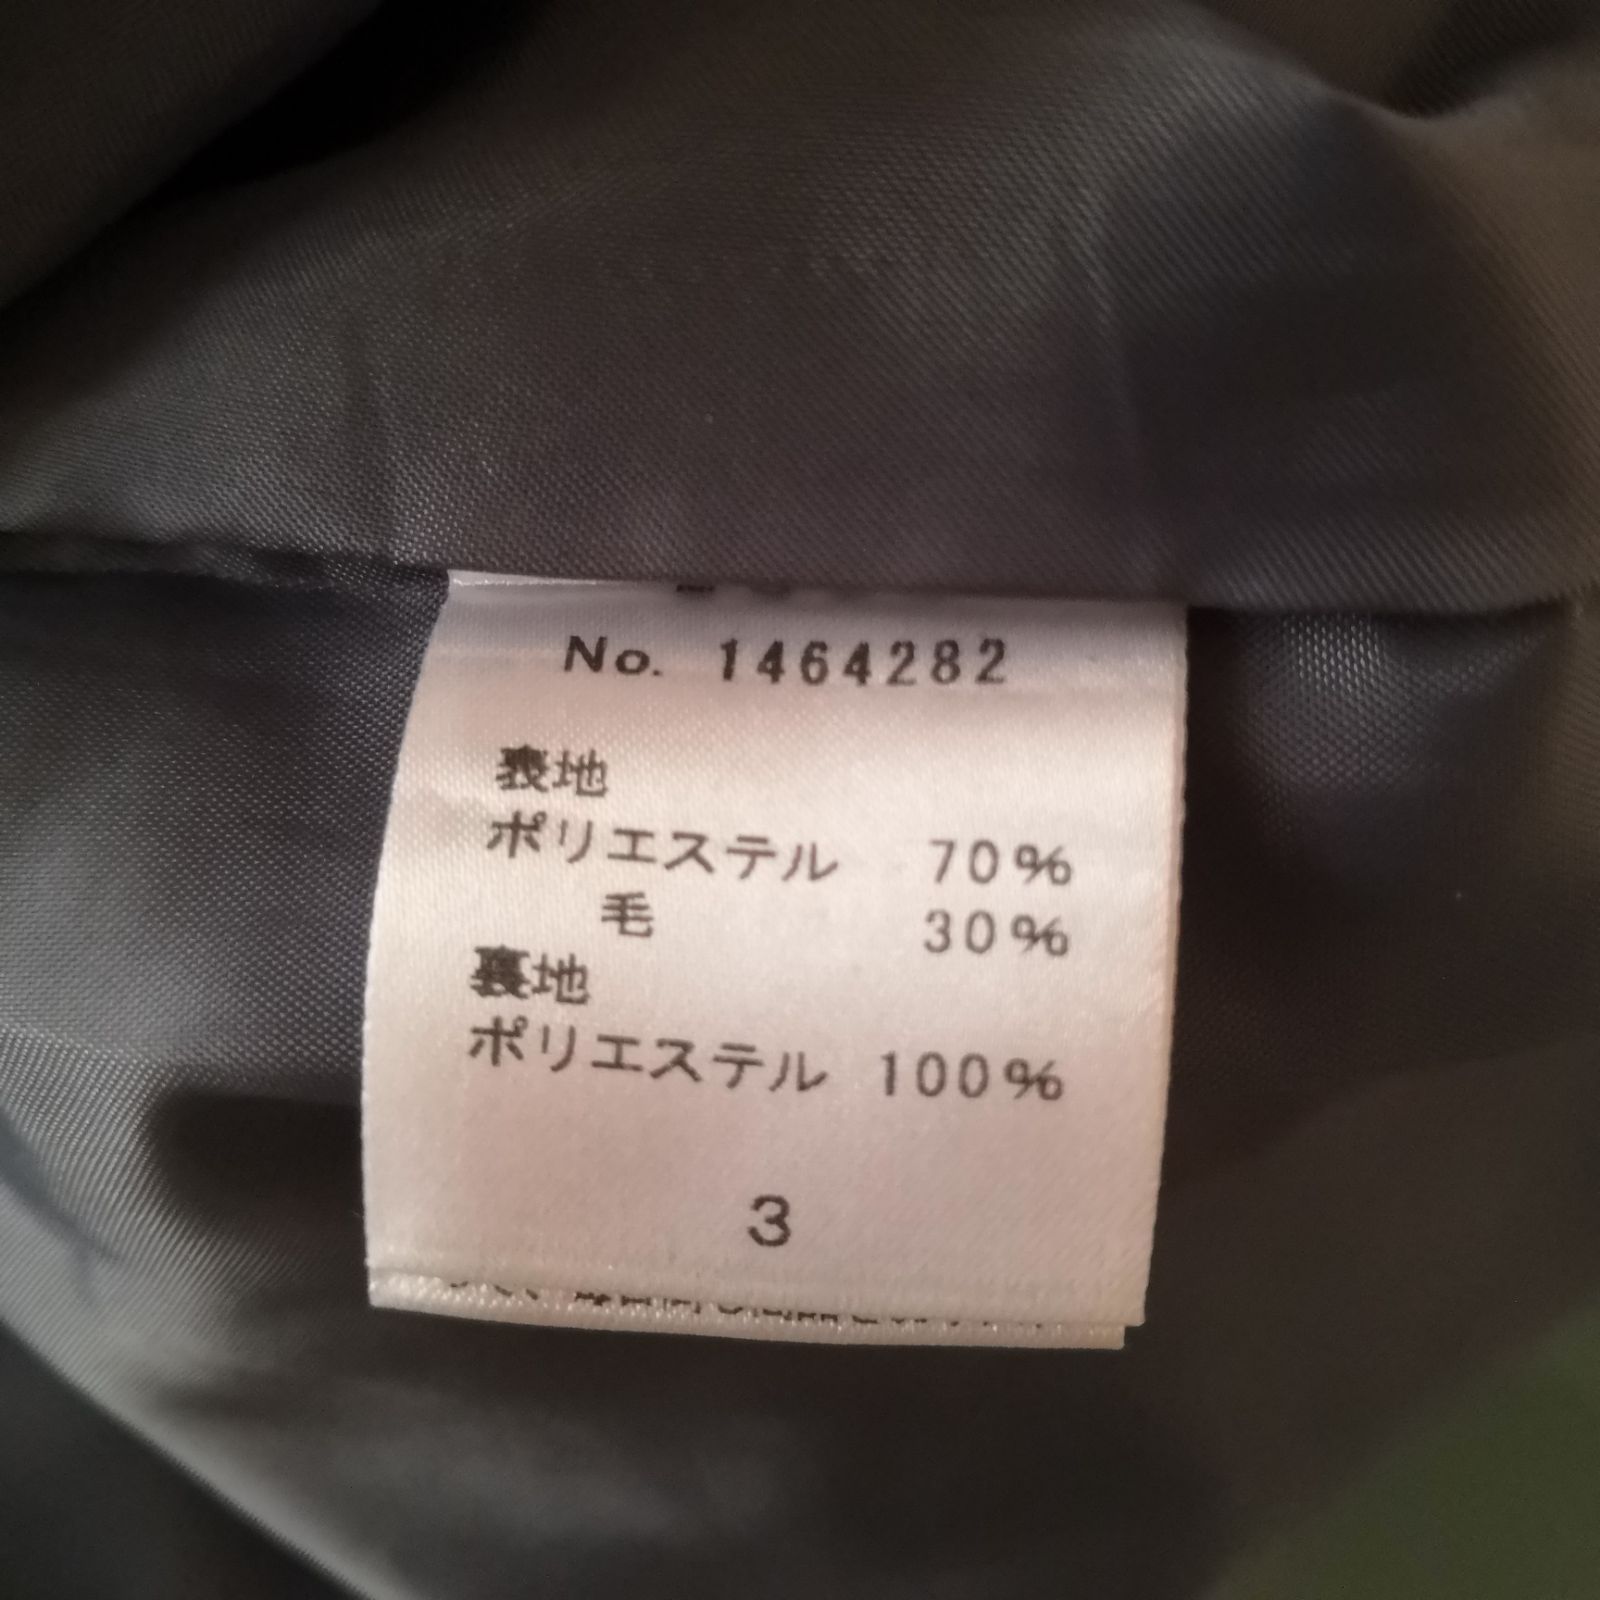 No. 1464282
表地
ポリエステル 70%
毛 30%
裏地
ポリエステル 100%
3